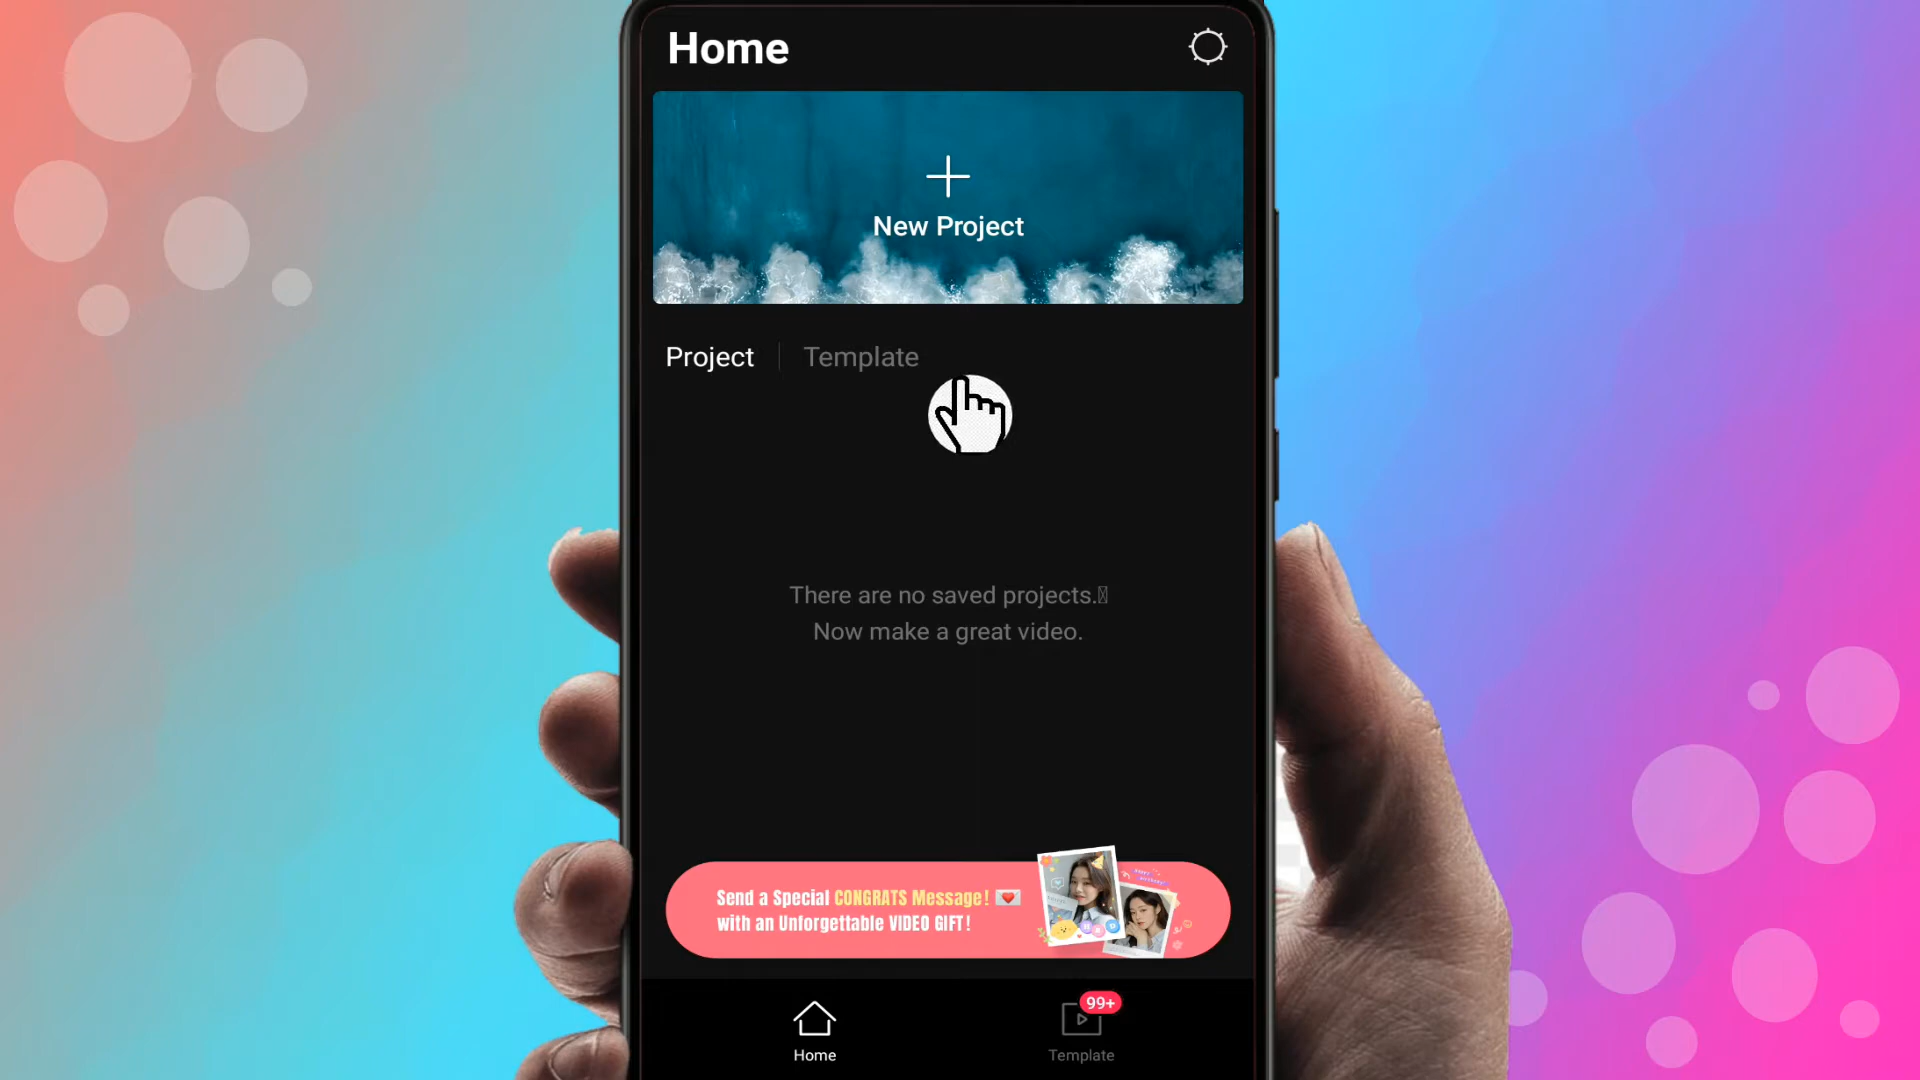 Home
New Project
Project
Template
There are no saved projects.
Now make a great video.
Send a Special CONGRATS Message!
with an Unforgettable VIDEO GIFT!
99+
Home
Template